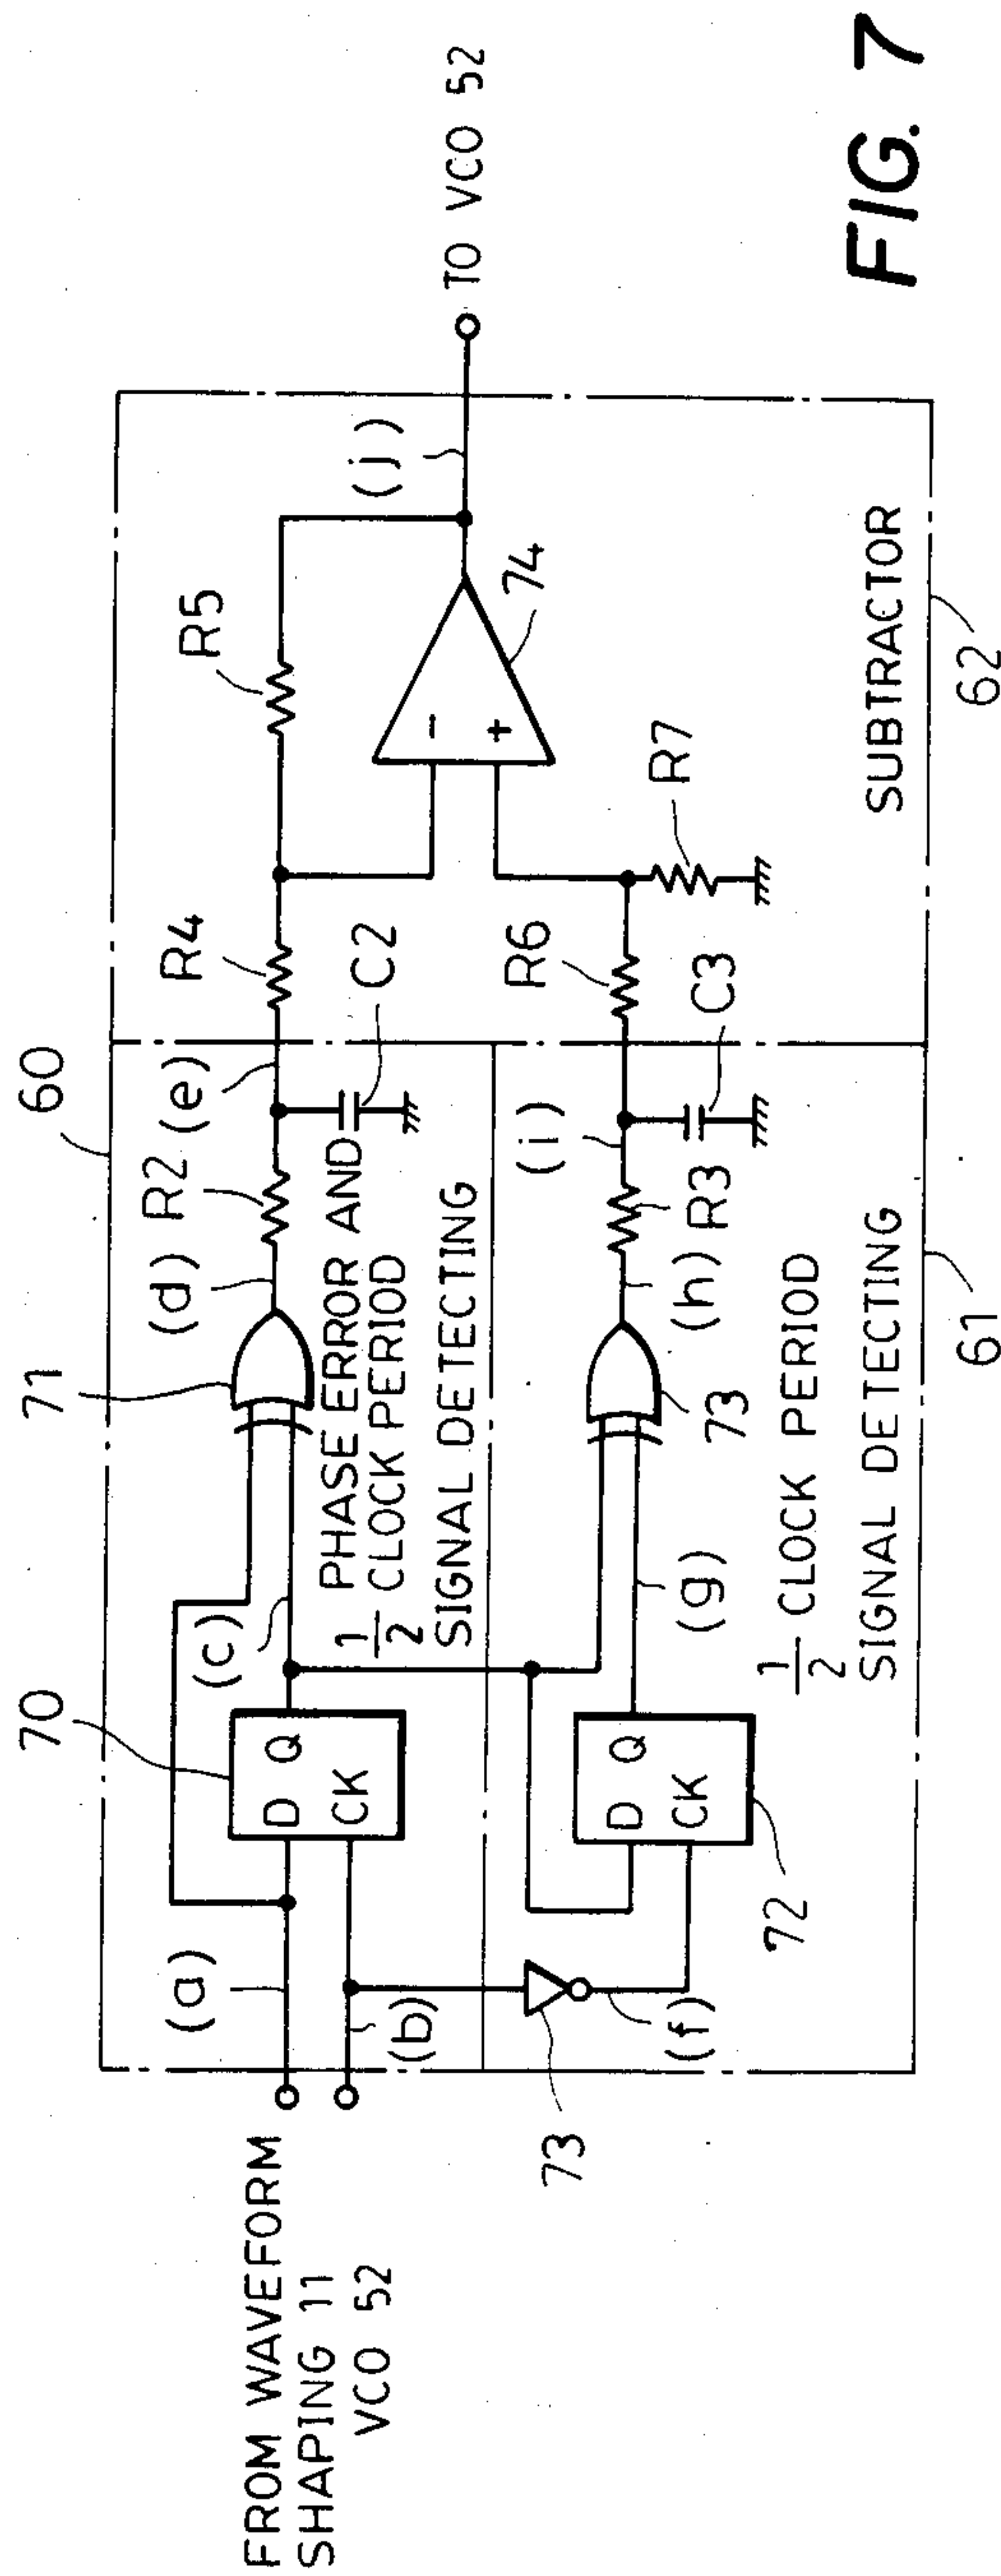 FROM WAVEFORM
SHAPING 11
VCO 52
(a)
(b)
70
D Q
CK
(c)
71
(d)
R2
60
(e)
C2
PHASE ERROR AND
1/2 CLOCK PERIOD
SIGNAL DETECTING
73
(f)
72
D Q
CK
(g)
73
(h)
R3
(i)
C3
1/2 CLOCK PERIOD
SIGNAL DETECTING
61
R4
R5
R6
R7
-
+
74
(j)
SUBTRACTOR
62
TO VCO 52
FIG. 7